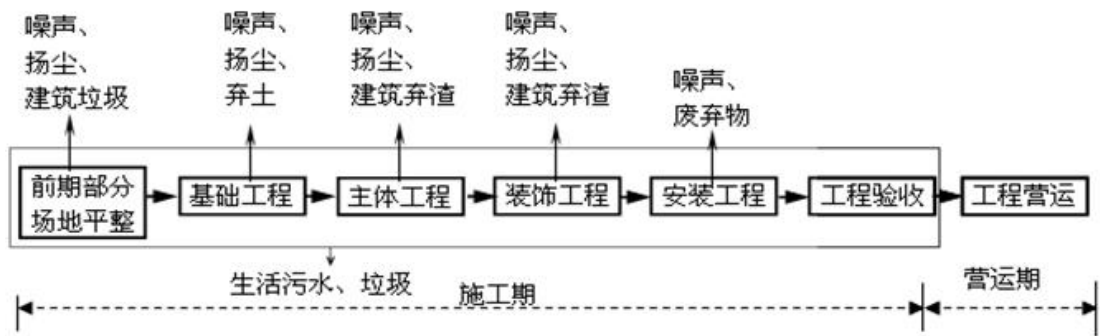 噪声、
扬尘、
建筑垃圾
噪声、
扬尘、
弃土
噪声、
扬尘、
建筑弃渣
噪声、
扬尘、
建筑弃渣
噪声、
废弃物
前期部分
场地平整
基础工程
主体工程
装饰工程
安装工程
工程验收
工程营运
生活污水、垃圾
施工期
营运期